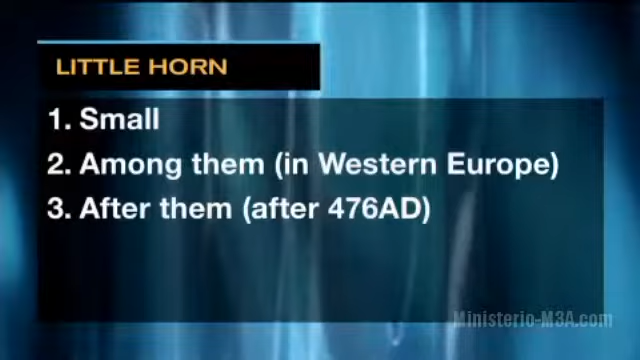 LITTLE HORN
1. Small
2. Among them (in Western Europe)
3. After them (after 476AD)
Ministerio-M3A.com